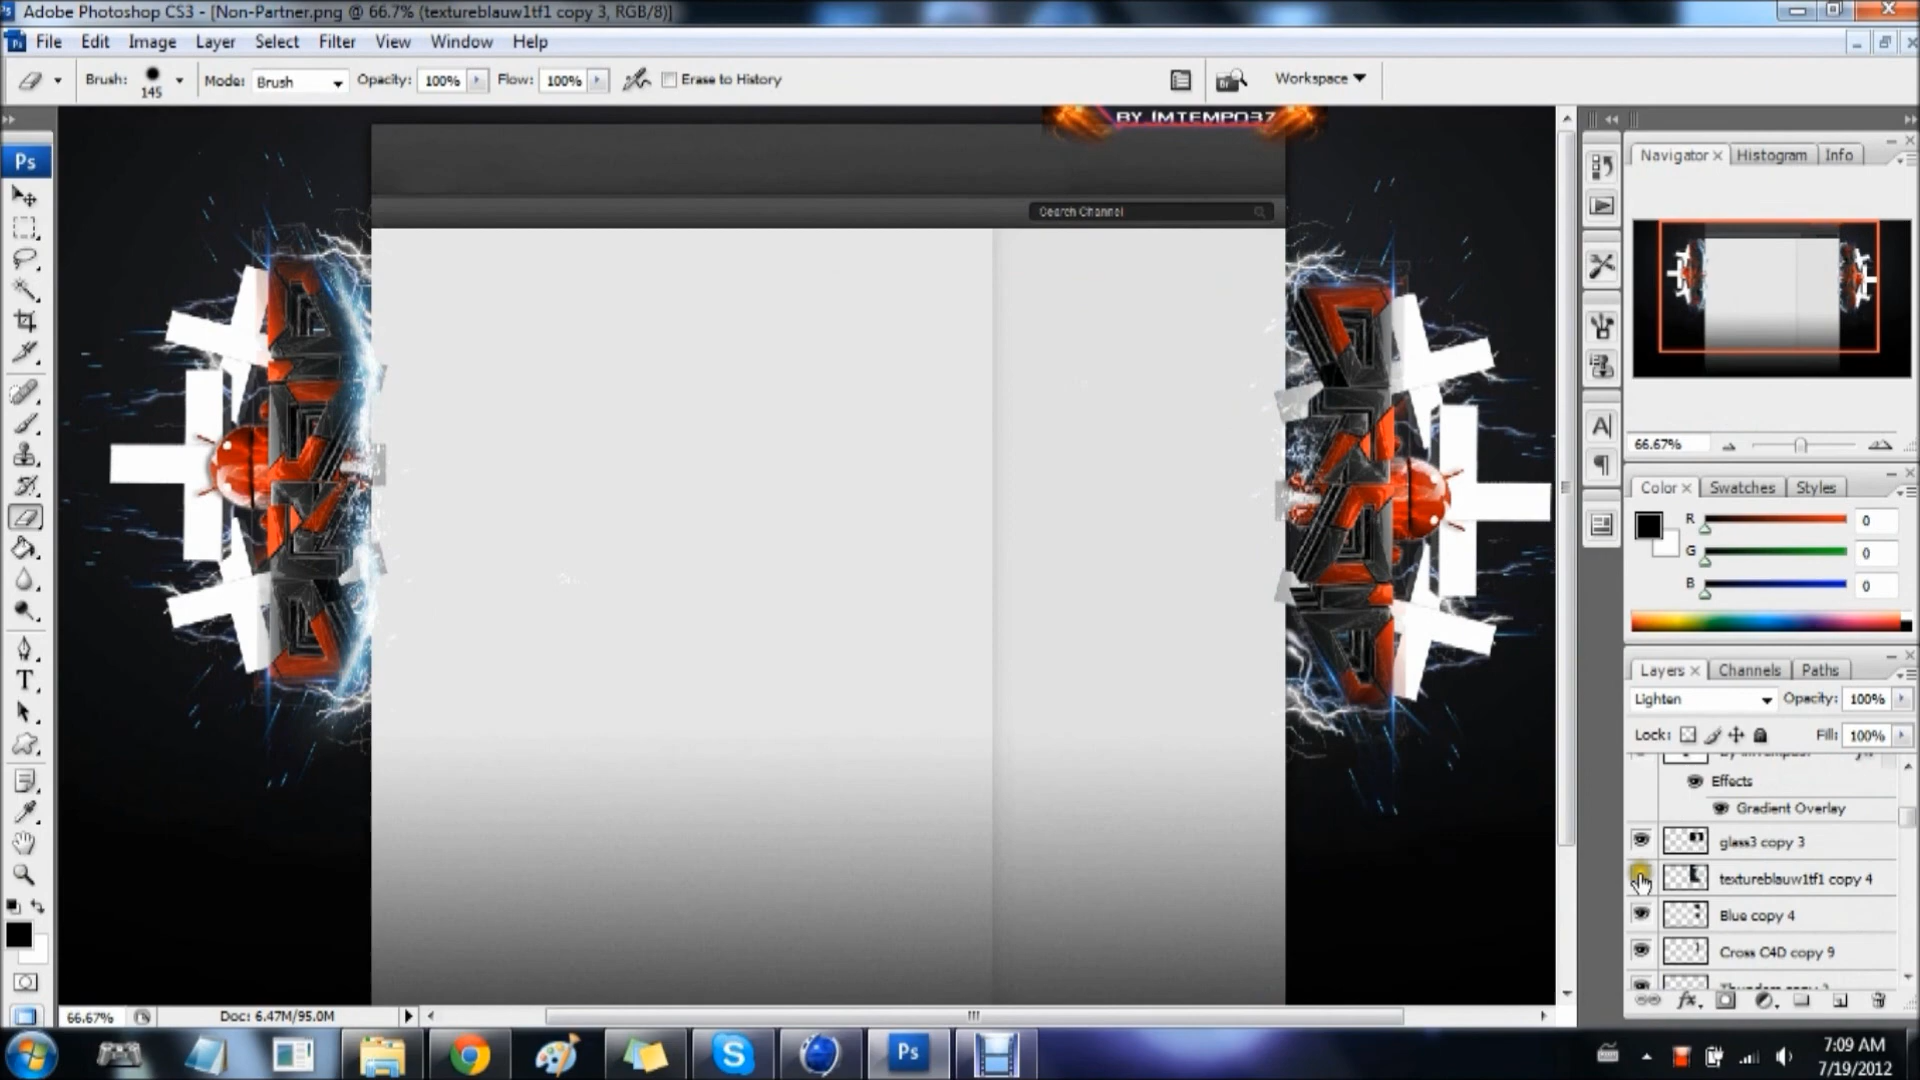 Adobe Photoshop CS3 - [Non-Partner.png @ 66.7% (textureblauw1tf1 copy 3, RGB/8)]
File Edit Image Layer Select Filter View Window Help
Brush: 145 Mode: Brush Opacity: 100% Flow: 100% Erase to History Workspace
BY IMTEMPO37
Search Channel
Ps
Navigator Histogram Info
66.67%
Color Swatches Styles
R 0
G 0
B 0
Layers Channels Paths
Lighten Opacity: 100%
Lock: Fill: 100%
Effects
Gradient Overlay
glass3 copy 3
textureblauw1tf1 copy 4
Blue copy 4
Cross C4D copy 9
66.67% Doc: 6.47M/95.0M
Ps
7:09 AM
7/19/2012